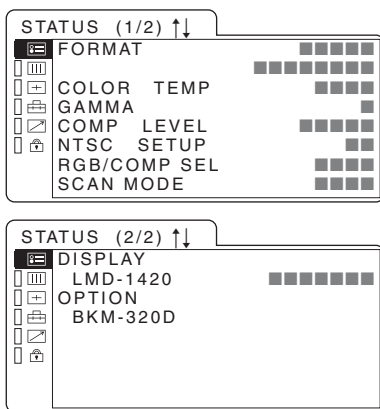 STATUS (1/2) ↑↓
FORMAT ■■■■■
■■■■■■■■
COLOR TEMP ■■■■
GAMMA ■
COMP LEVEL ■■■■■
NTSC SETUP ■■
RGB/COMP SEL ■■■■
SCAN MODE ■■■■
STATUS (2/2) ↑↓
DISPLAY
LMD-1420 ■■■■■■■
OPTION
BKM-320D